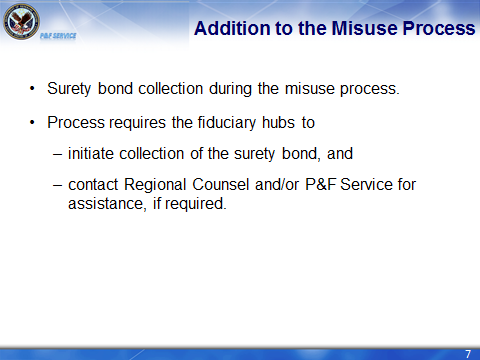 P&F SERVICE
Addition to the Misuse Process
• Surety bond collection during the misuse process.
• Process requires the fiduciary hubs to
– initiate collection of the surety bond, and
– contact Regional Counsel and/or P&F Service for
assistance, if required.
7